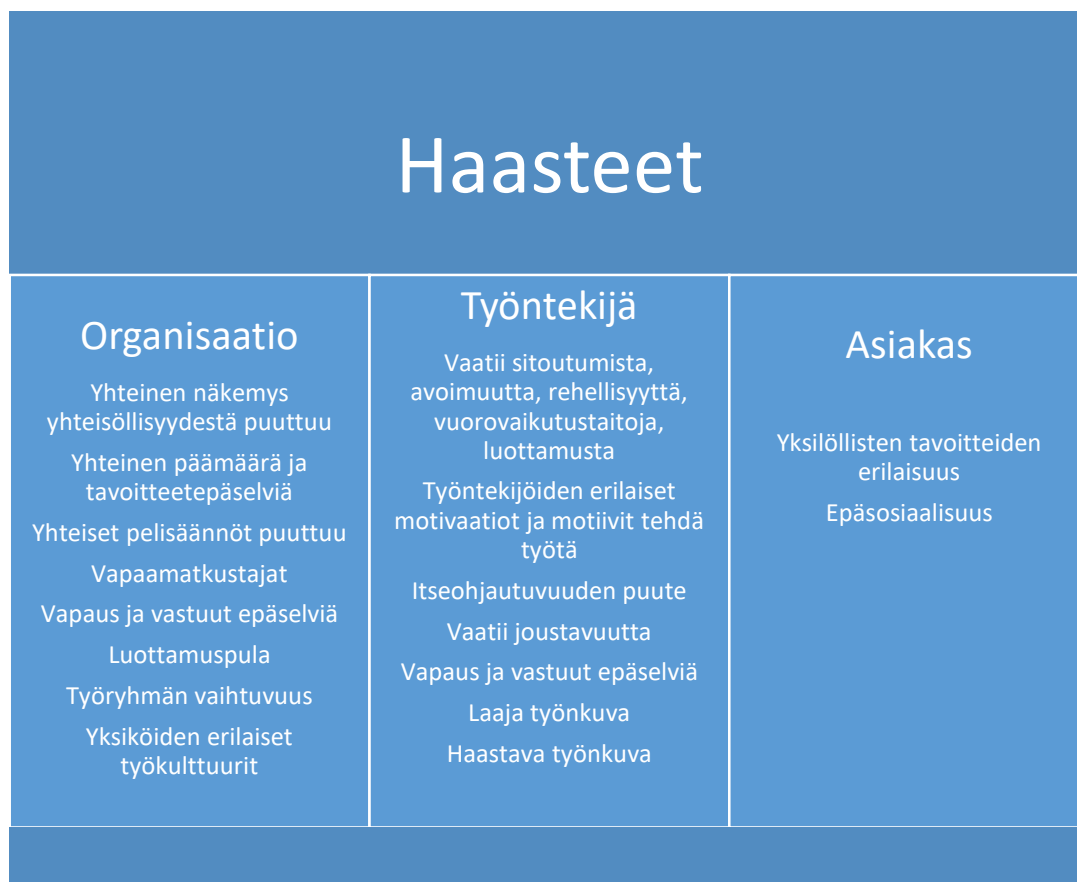 Haasteet
Organisaatio
Yhteinen näkemys
yhteisöllisyydestä puuttuu
Yhteinen päämäärä ja
tavoitteetepäselviä
Yhteiset pelisäännöt puuttuu
Vapaamatkustajat
Vapaus ja vastuut epäselviä
Luottamuspula
Työryhmän vaihtuvuus
Yksiköiden erilaiset
työkulttuurit
Työntekijä
Vaatii sitoutumista,
avoimuutta, rehellisyyttä,
vuorovaikutustaitoja,
luottamusta
Työntekijöiden erilaiset
motivaatiot ja motiivit tehdä
työtä
Itseohjautuvuuden puute
Vaatii joustavuutta
Vapaus ja vastuut epäselviä
Laaja työnkuva
Haastava työnkuva
Asiakas
Yksilöllisten tavoitteiden
erilaisuus
Epäsosiaalisuus